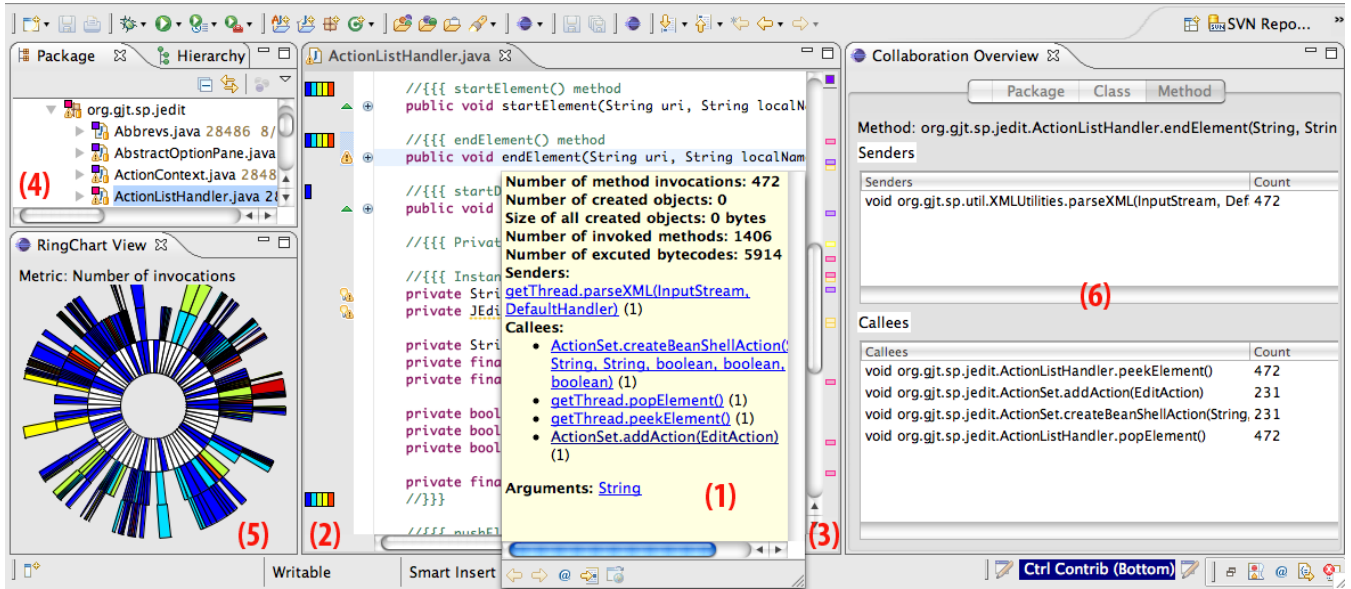 SVN Repo...
»
Package
Hierarchy
org.gjt.sp.jedit
Abbrevs.java 28486 8/
AbstractOptionPane.java
ActionContext.java 2848
ActionListHandler.java 28
(4)
RingChart View
Metric: Number of invocations
(5)
ActionListHandler.java
//{{{ startElement() method
public void startElement(String uri, String localN
//{{{ endElement() method
public void endElement(String uri, String localNam
//{{{ startD
public void
//{{{ Privat
//{{{ Instan
private Stri
private JEdi
private Stri
private fina
private fina
private bool
private bool
private bool
private fina
//}}}
//{{{ pushEl
(2)
Number of method invocations: 472
Number of created objects: 0
Size of all created objects: 0 bytes
Number of invoked methods: 1406
Number of excuted bytecodes: 5914
Senders:
getThread.parseXML(InputStream,
DefaultHandler) (1)
Callees:
• ActionSet.createBeanShellAction(S
String, String, boolean, boolean,
boolean) (1)
• getThread.popElement() (1)
• getThread.peekElement() (1)
• ActionSet.addAction(EditAction)
(1)
Arguments: String
(1)
(3)
Collaboration Overview
Package Class Method
Method: org.gjt.sp.jedit.ActionListHandler.endElement(String, Strin
Senders
Senders Count
void org.gjt.sp.util.XMLUtilities.parseXML(InputStream, Def 472
(6)
Callees
Callees Count
void org.gjt.sp.jedit.ActionListHandler.peekElement() 472
void org.gjt.sp.jedit.ActionSet.addAction(EditAction) 231
void org.gjt.sp.jedit.ActionSet.createBeanShellAction(String, 231
void org.gjt.sp.jedit.ActionListHandler.popElement() 472
Writable
Smart Insert
@
Ctrl Contrib (Bottom)
@